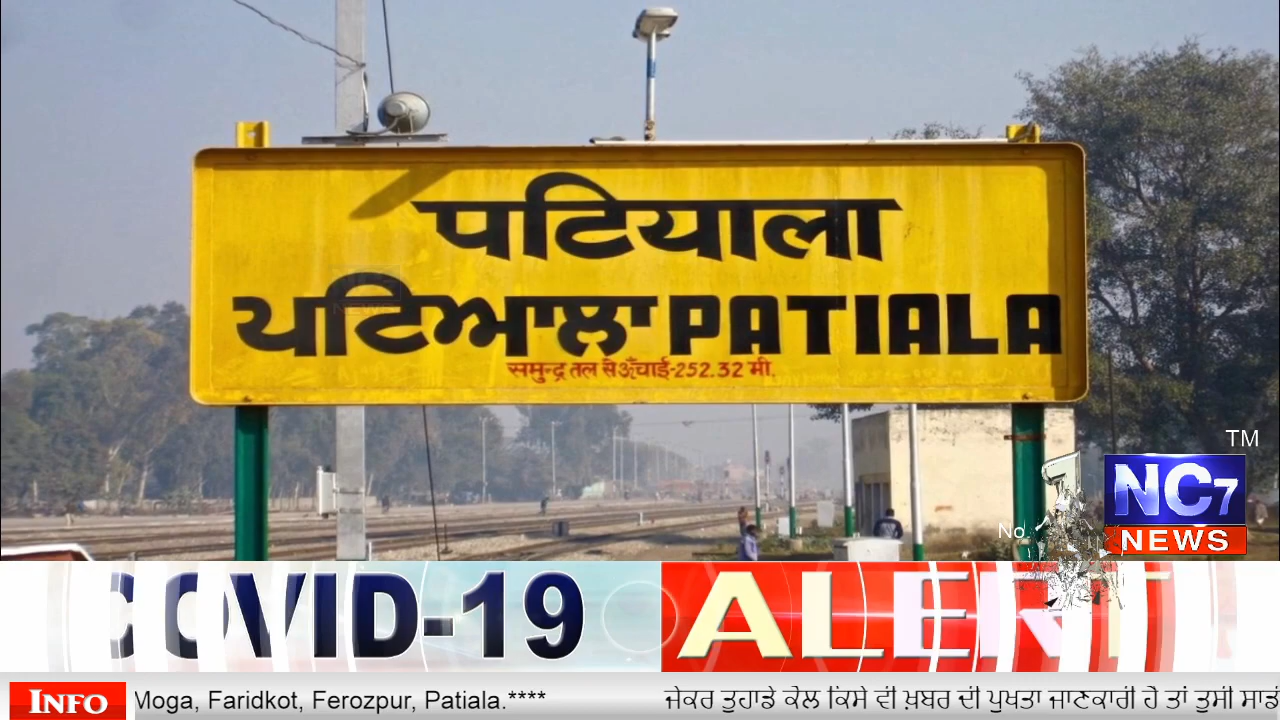 पटियाला
ਪਟਿਆਲਾ PATIALA
समुन्द्र तल से ऊँचाई-252.32 मी.
TM
NC7
NEWS
No
COVID-19 ALERT
INFO Moga, Faridkot, Ferozpur, Patiala.**** ਜੇਕਰ ਤੁਹਾਡੇ ਕੋਲ ਕਿਸੇ ਵੀ ਖ਼ਬਰ ਦੀ ਪੁਖਤਾ ਜਾਣਕਾਰੀ ਹੈ ਤਾਂ ਤੁਸੀ ਸਾਡ